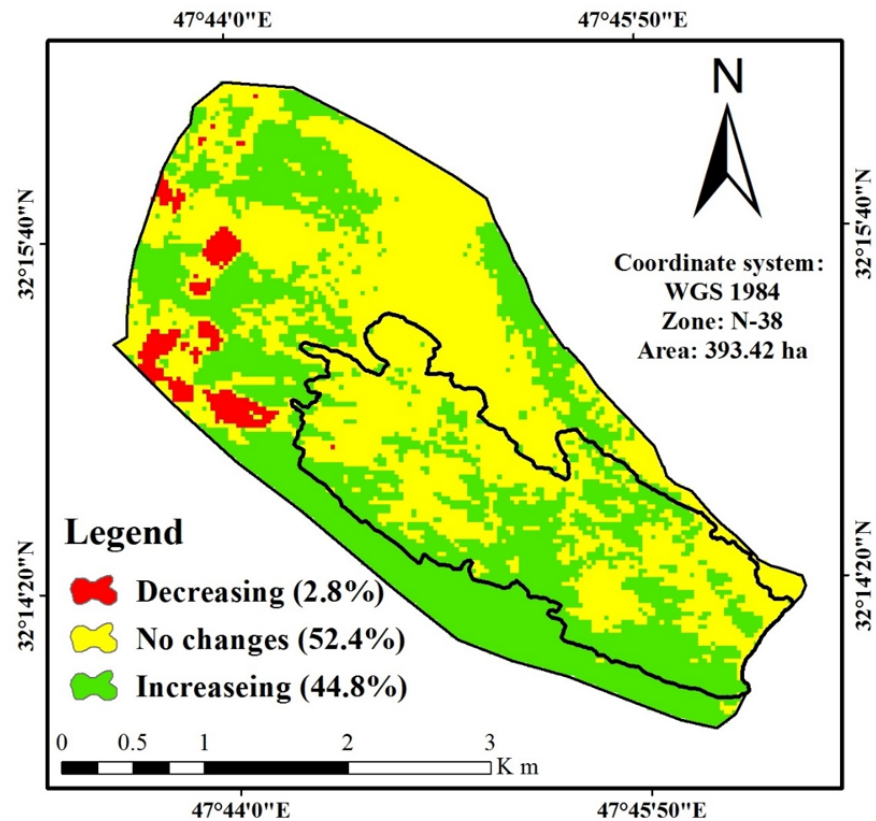 47°44'0"E 47°45'50"E
N
32°15'40"N
32°15'40"N
Coordinate system:
WGS 1984
Zone: N-38
Area: 393.42 ha
Legend
Decreasing (2.8%)
No changes (52.4%)
Increaseing (44.8%)
32°14'20"N
32°14'20"N
0 0.5 1 2 3
K m
47°44'0"E 47°45'50"E